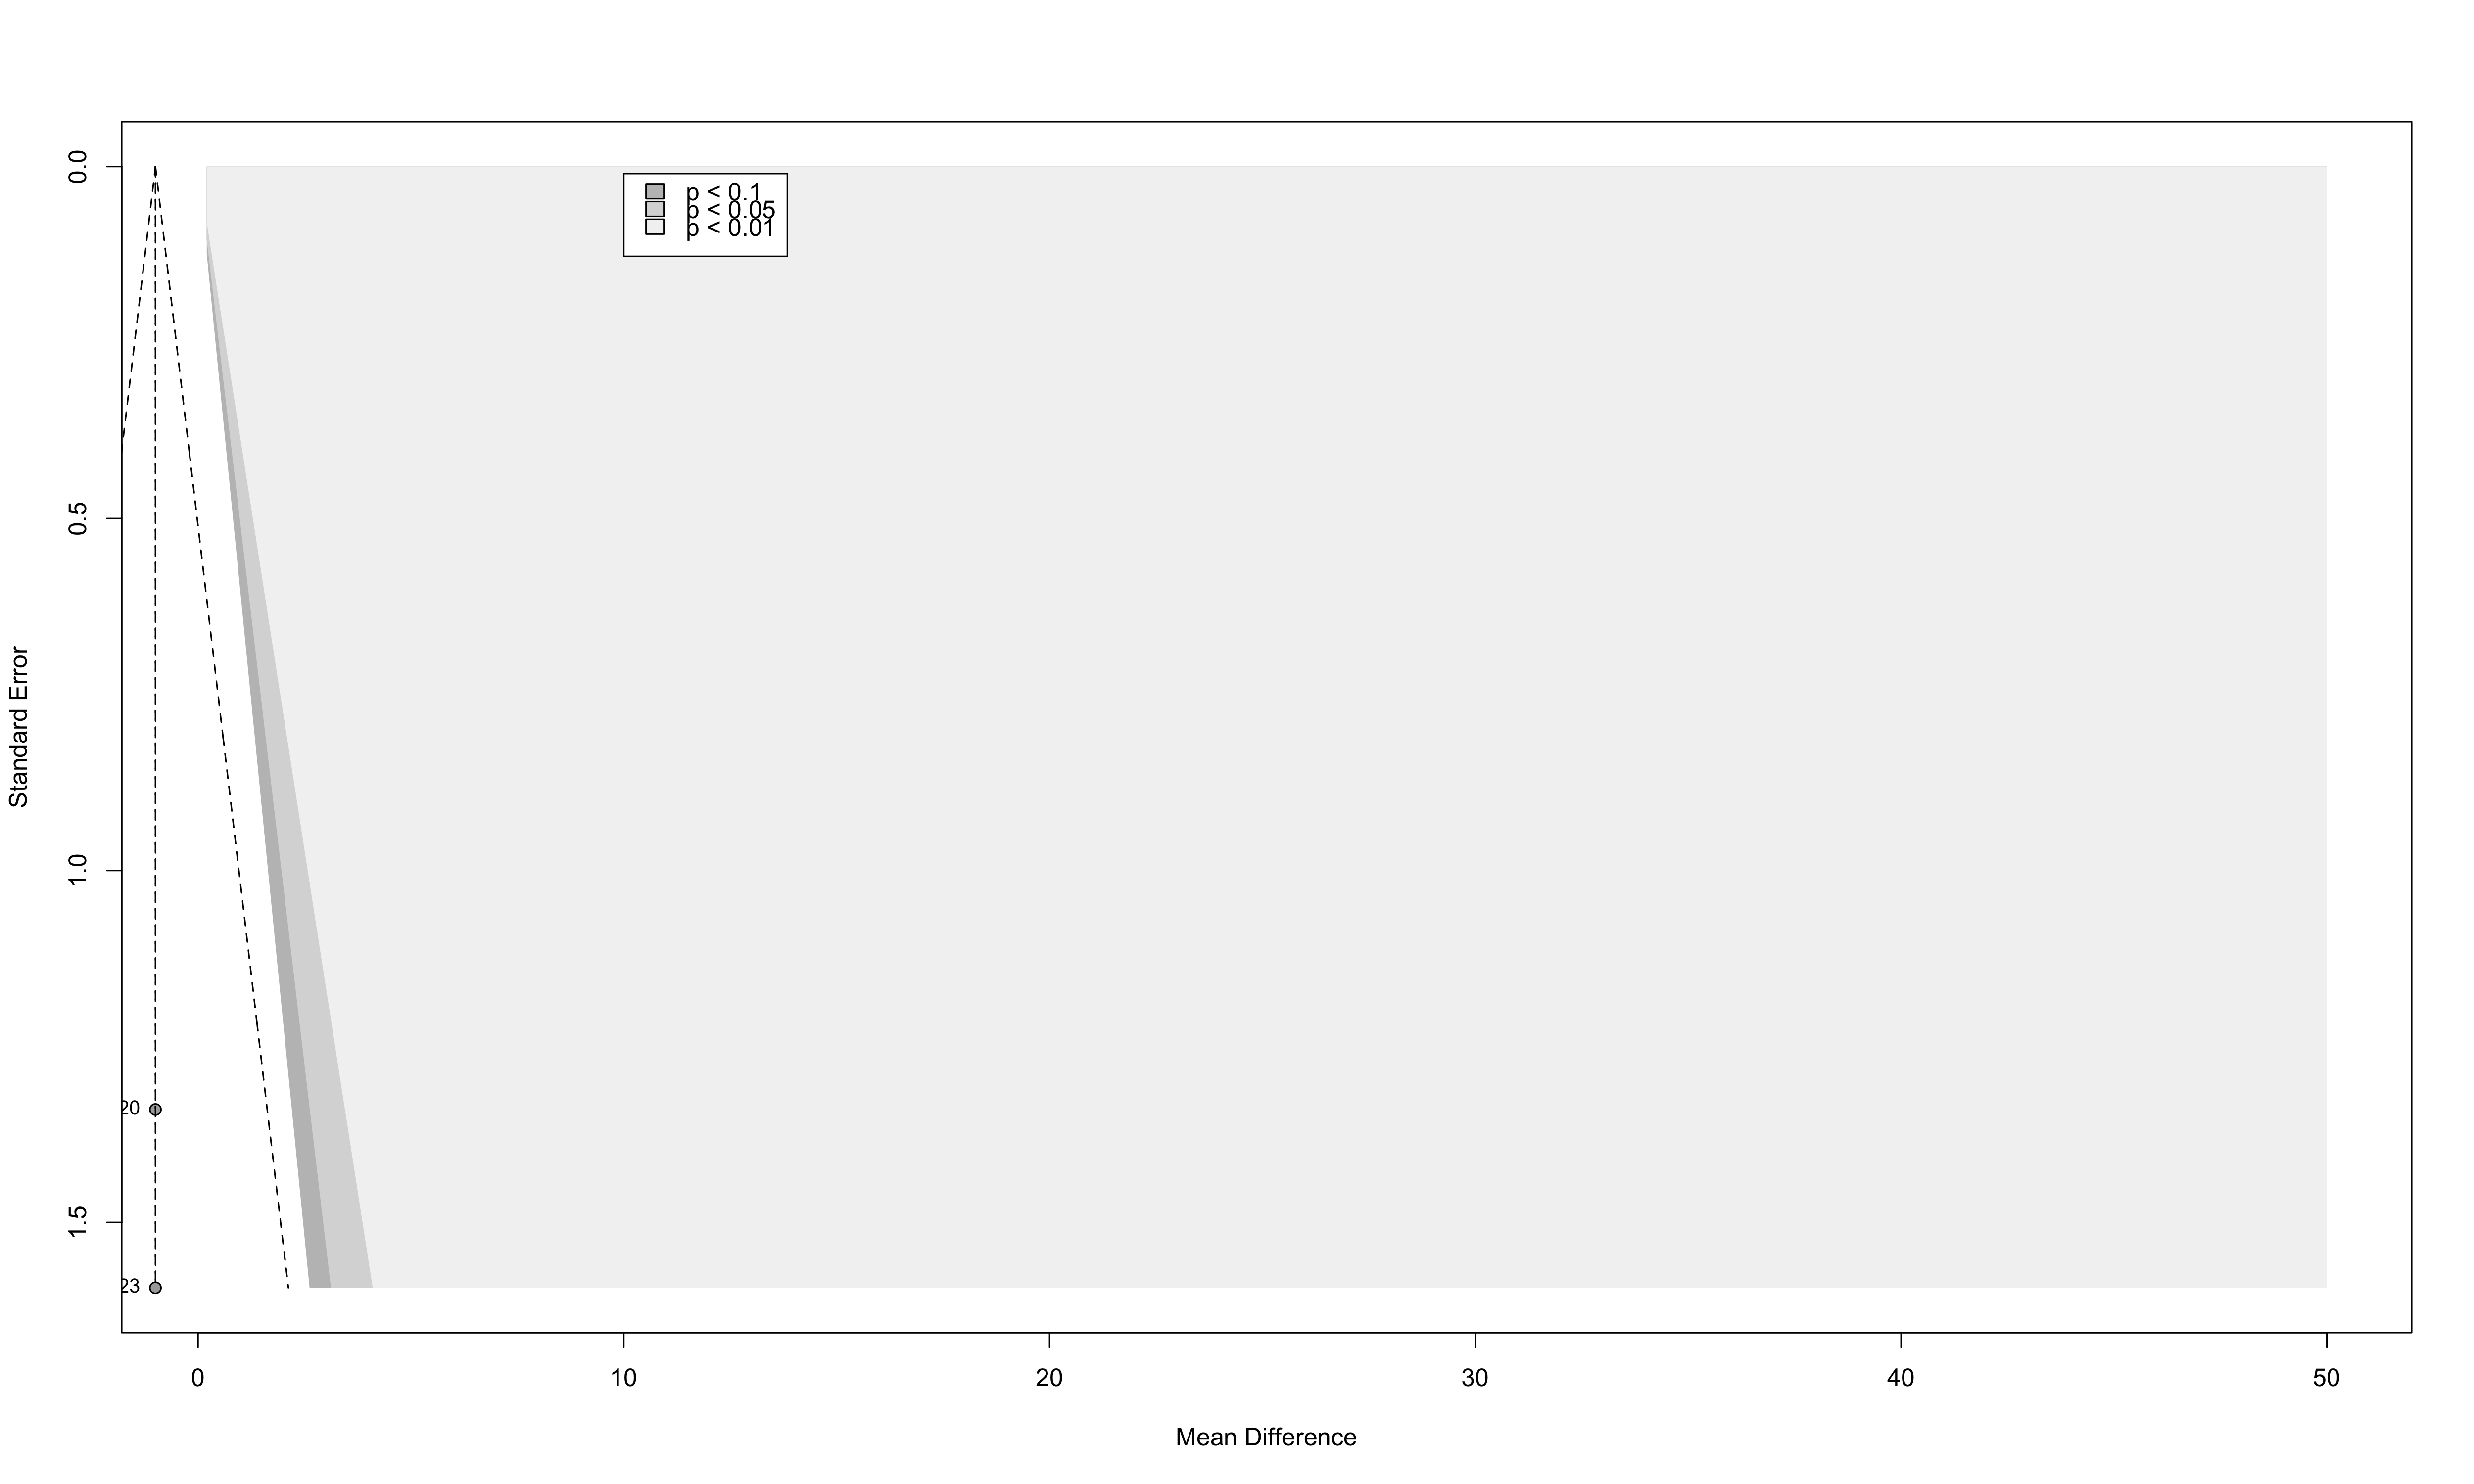 0.0
p < 0.1
p < 0.05
p < 0.01
0.5
Standard Error
1.0
20
1.5
23
0 10 20 30 40 50
Mean Difference